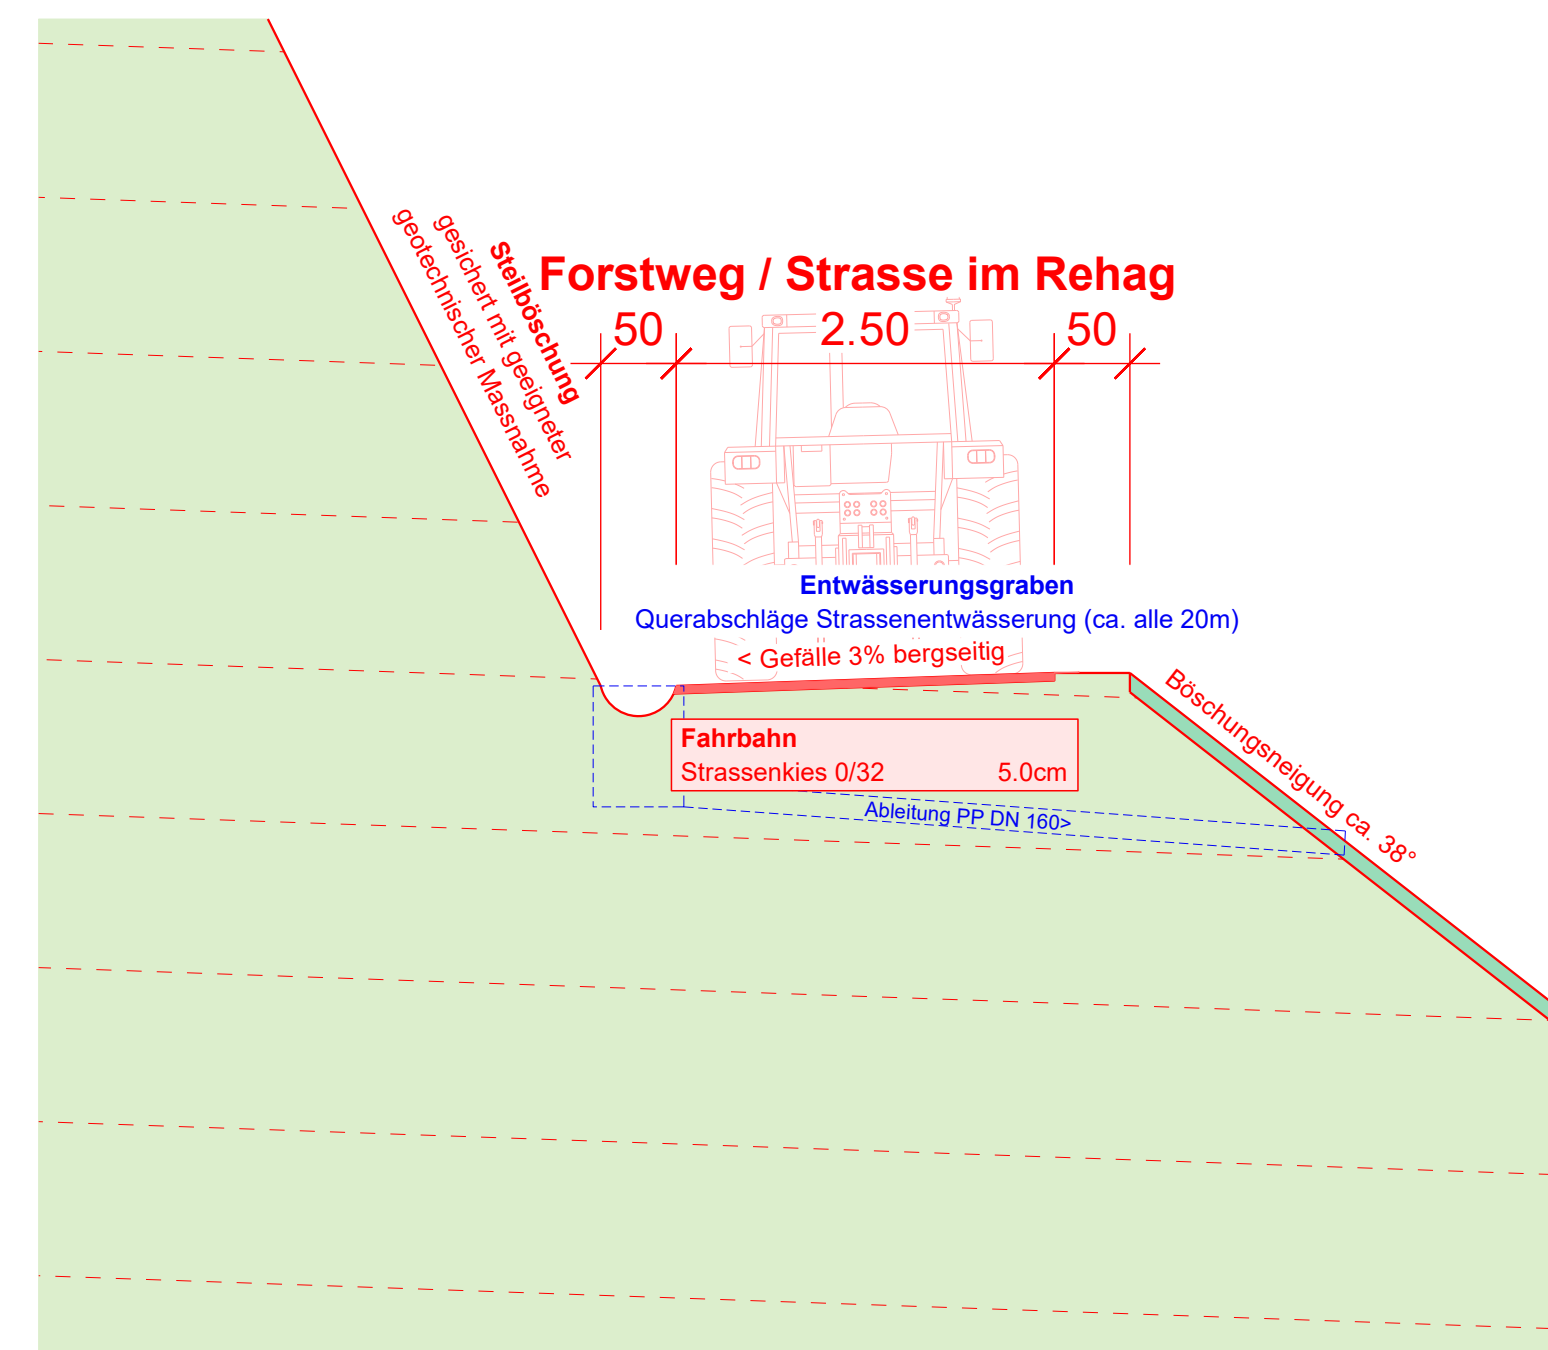 Forstweg / Strasse im Rehag
50
2.50
50
Steilböschung
gesichert mit geeigneter
geotechnischer Massnahme
Entwässerungsgraben
Querabschläge Strassenentwässerung (ca. alle 20m)
< Gefälle 3% bergseitig
Böschungsneigung ca. 38°
Fahrbahn
Strassenkies 0/32 5.0cm
Ableitung PP DN 160>